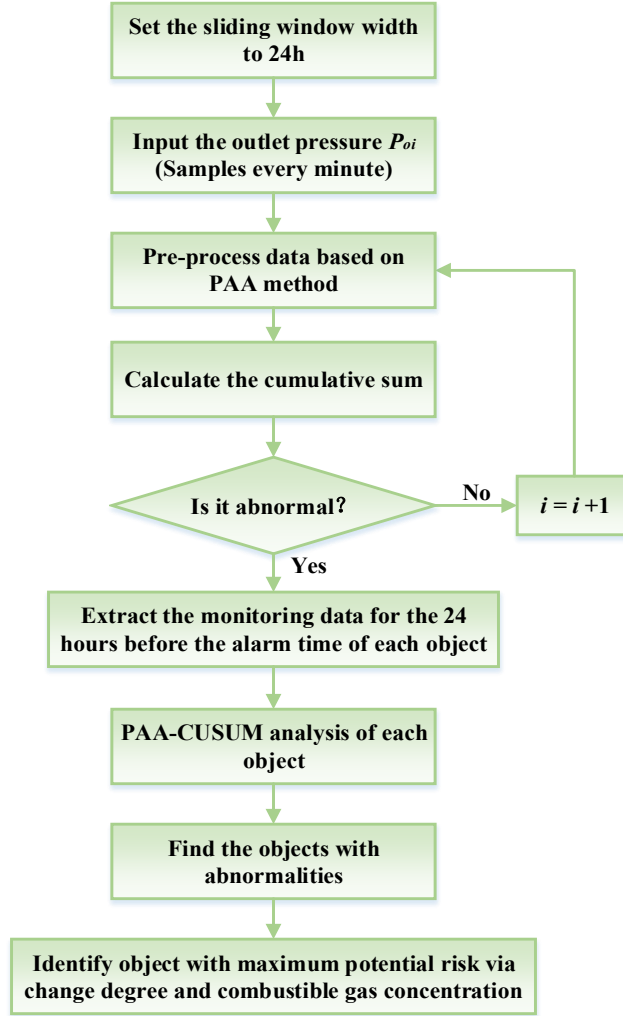 Set the sliding window width
to 24h
Input the outlet pressure Poi
(Samples every minute)
Pre-process data based on
PAA method
Calculate the cumulative sum
Is it abnormal？
No
i = i +1
Yes
Extract the monitoring data for the 24
hours before the alarm time of each object
PAA-CUSUM analysis of each
object
Find the objects with
abnormalities
Identify object with maximum potential risk via
change degree and combustible gas concentration